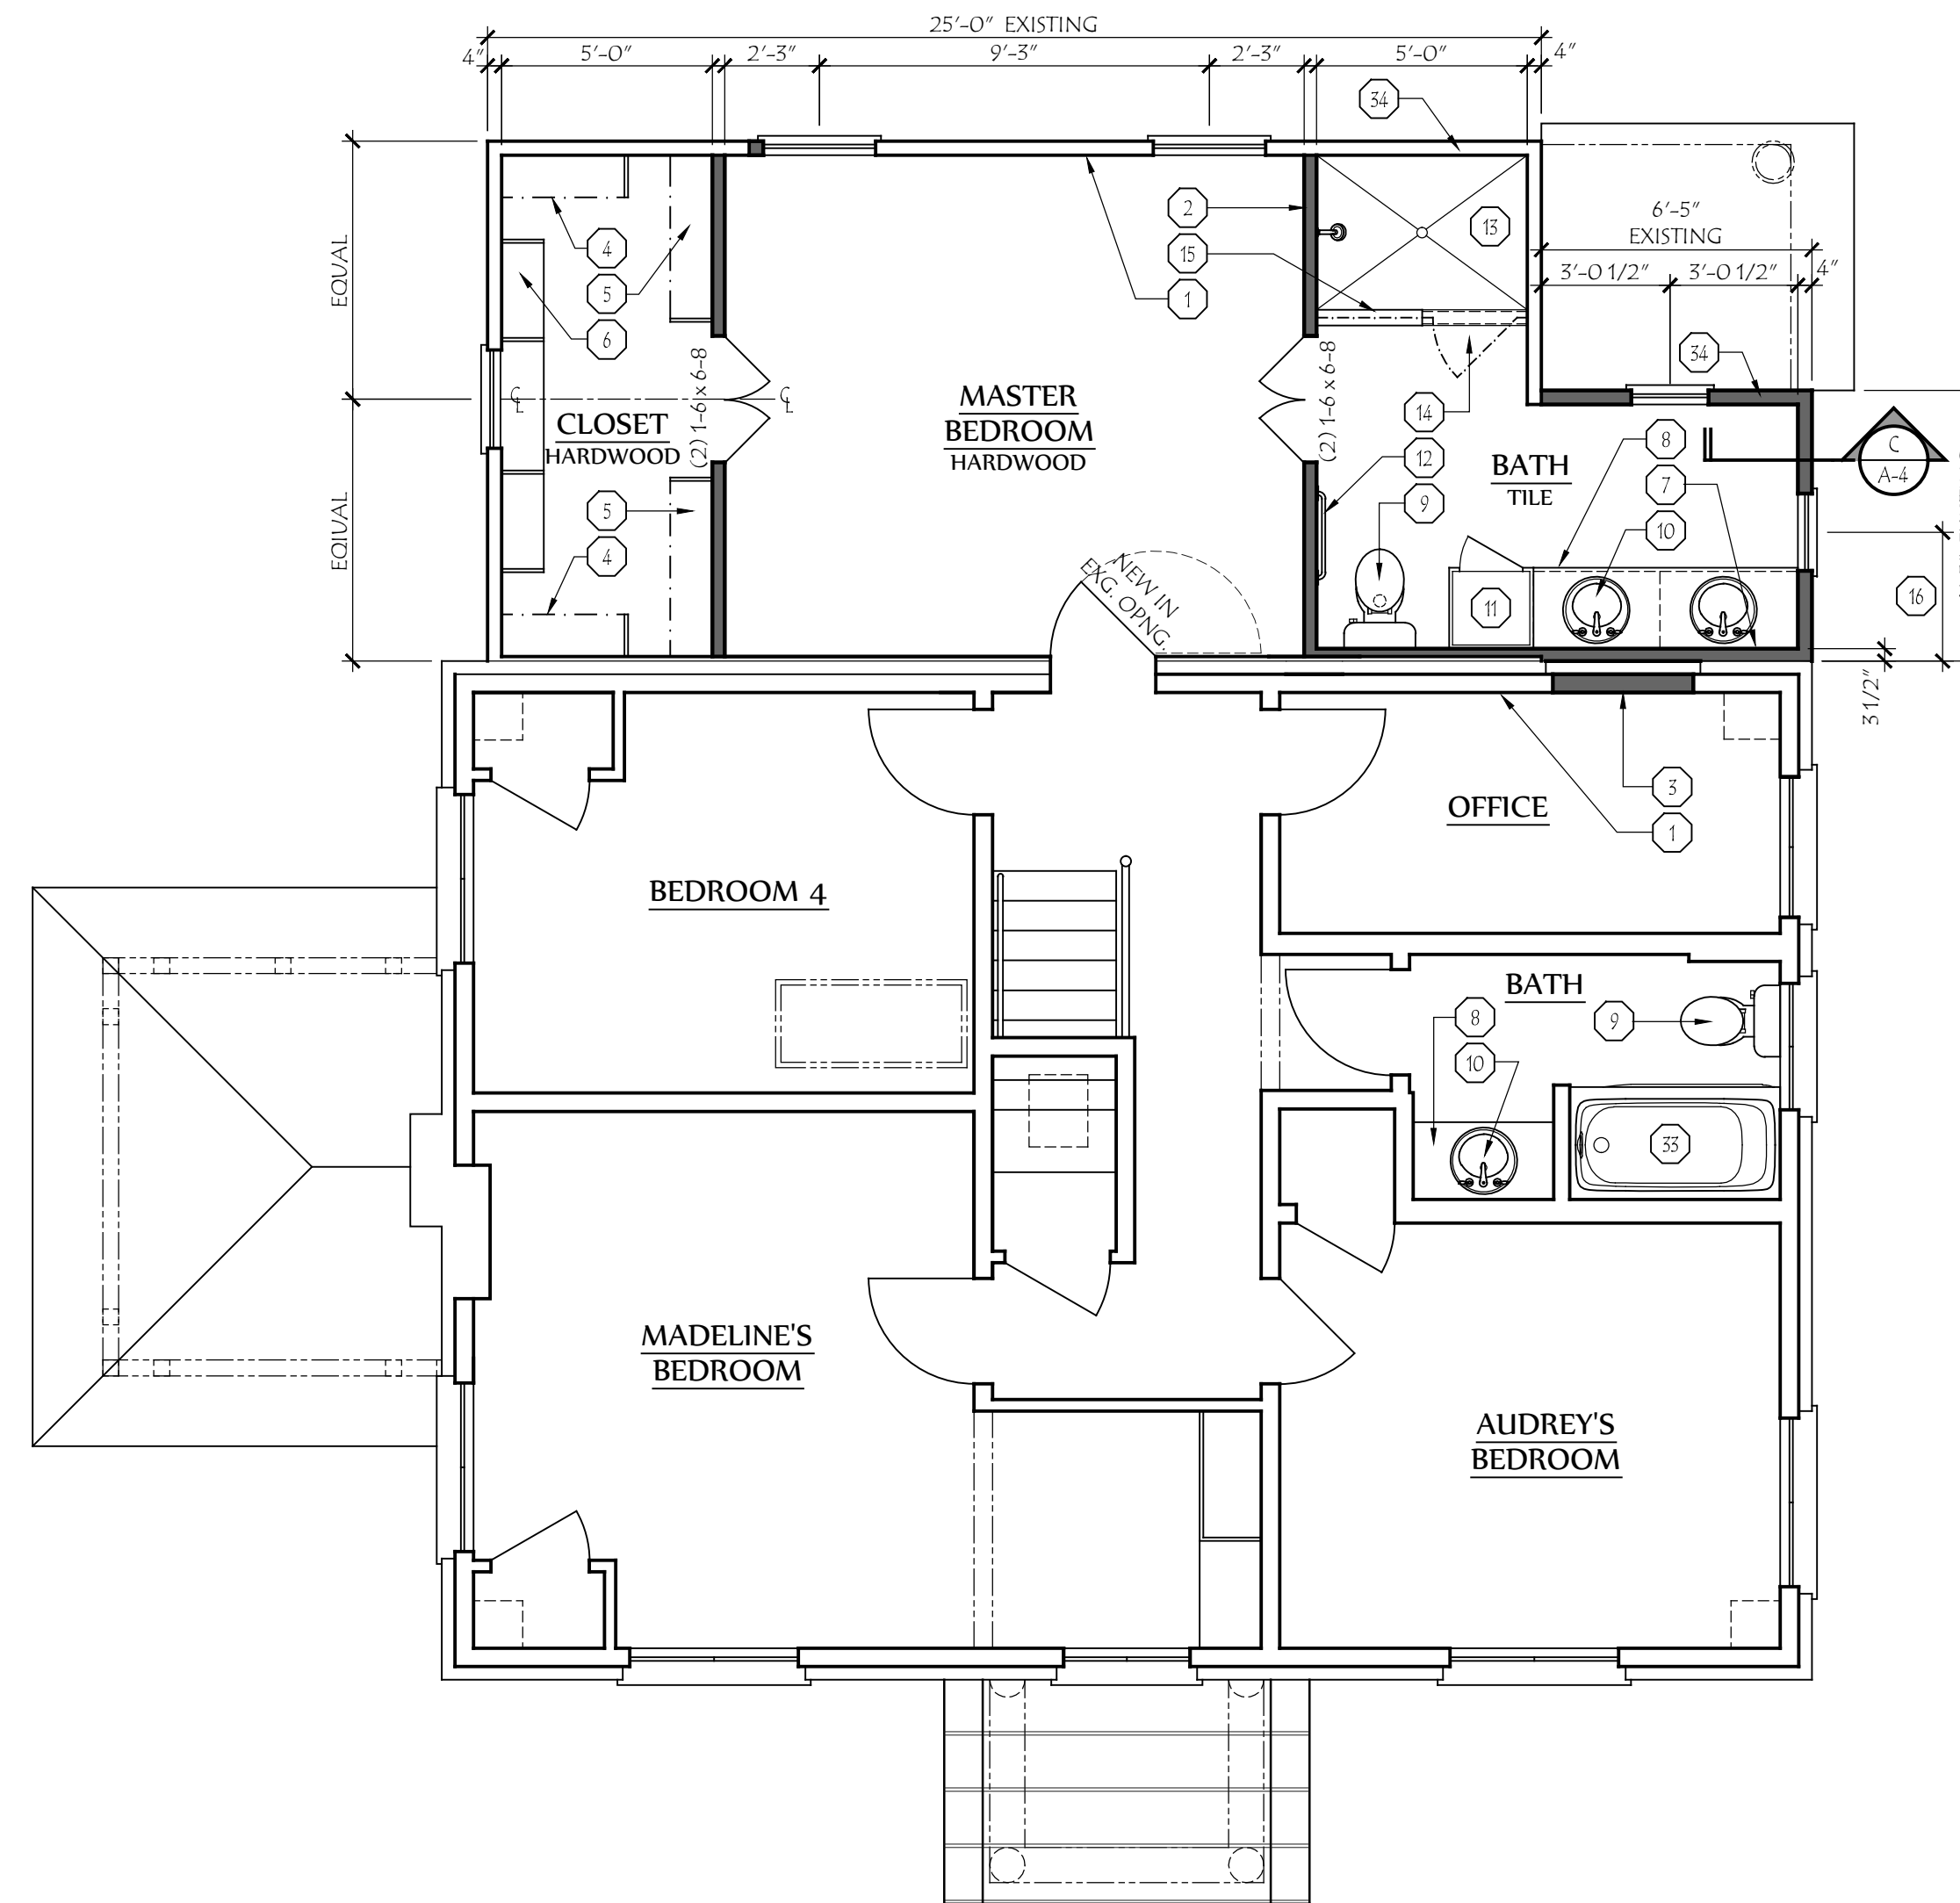 25'-0" EXISTING
4" 5'-0" 2'-3" 9'-3" 2'-3" 5'-0" 4"
34
6'-5"
EXISTING
3'-0 1/2" 3'-0 1/2" 4"
EQUAL
EQIUAL
4
5
6
2
15
1
13
34
(2) 1-6 x 6-8
(2) 1-6 x 6-8
CLOSET
HARDWOOD
5
4
MASTER
BEDROOM
HARDWOOD
14
12
9
BATH
TILE
8
7
10
C
A-4
NEW IN
EXG. OPNG.
11
16
3 1/2"
BEDROOM 4
OFFICE
3
1
BATH
8
10
9
33
MADELINE'S
BEDROOM
AUDREY'S
BEDROOM